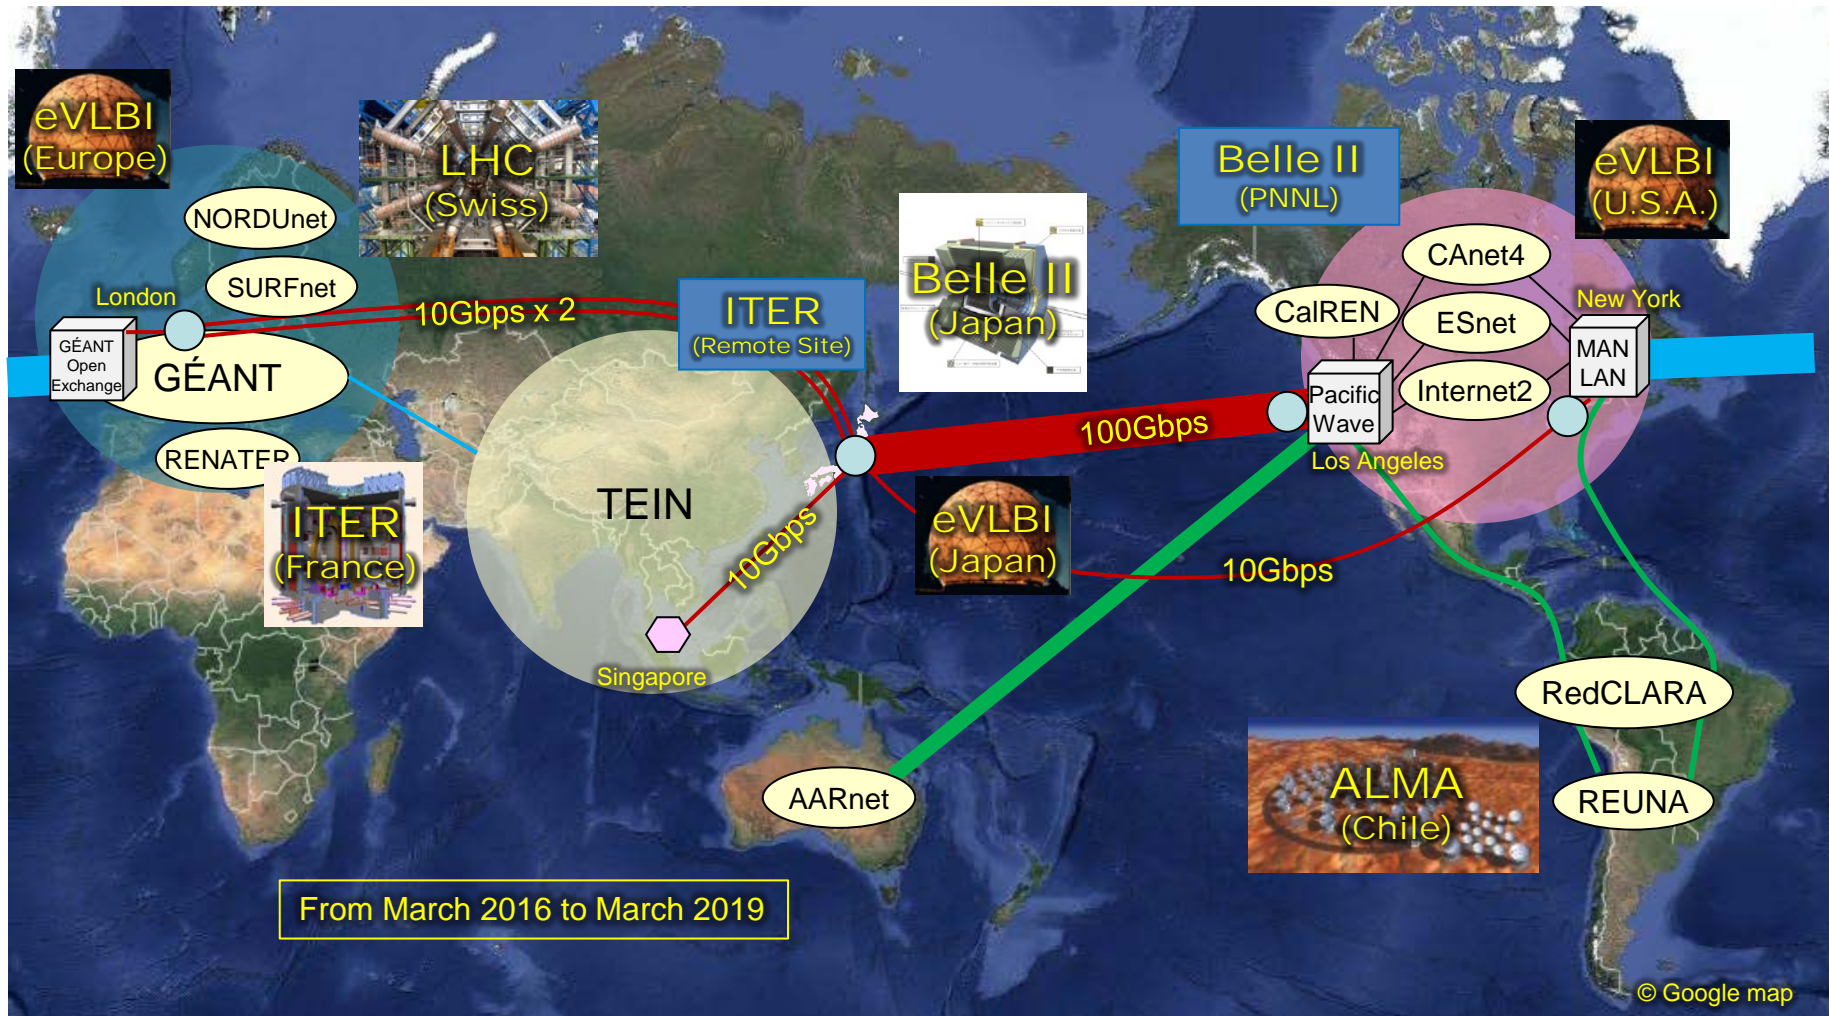 eVLBI
(Europe)
LHC
(Swiss)
NORDUnet
SURFnet
London
10Gbps x 2
GÉANT
Open
Exchange
GÉANT
RENATER
ITER
(France)
ITER
(Remote Site)
TEIN
10Gbps
Singapore
Belle II
(Japan)
Belle II
(PNNL)
eVLBI
(U.S.A.)
CAnet4
CalREN
ESnet
Internet2
New York
MAN
LAN
Pacific
Wave
Los Angeles
100Gbps
eVLBI
(Japan)
10Gbps
RedCLARA
REUNA
AARnet
ALMA
(Chile)
From March 2016 to March 2019
© Google map